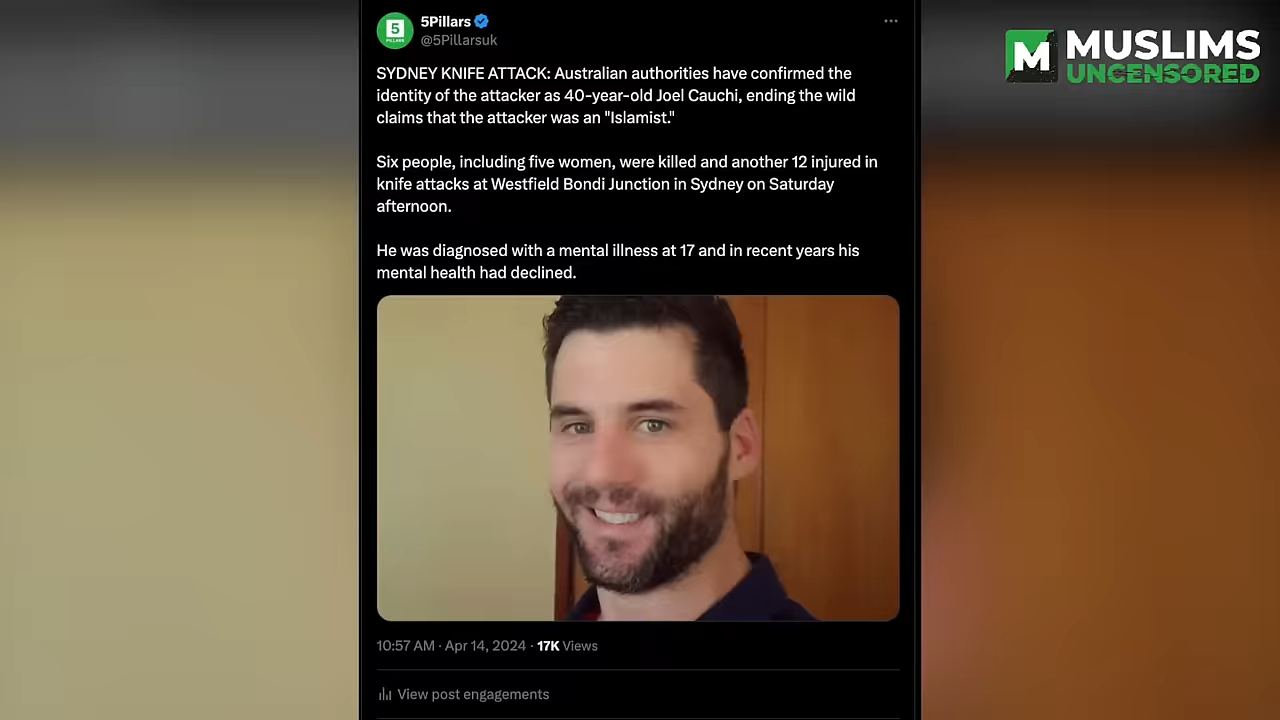 5Pillars
@5Pillarsuk
SYDNEY KNIFE ATTACK: Australian authorities have confirmed the
identity of the attacker as 40-year-old Joel Cauchi, ending the wild
claims that the attacker was an "Islamist."
Six people, including five women, were killed and another 12 injured in
knife attacks at Westfield Bondi Junction in Sydney on Saturday
afternoon.
He was diagnosed with a mental illness at 17 and in recent years his
mental health had declined.
10:57 AM · Apr 14, 2024 · 17K Views
View post engagements
5
PILLARS
M
MUSLIMS
UNCENSORED